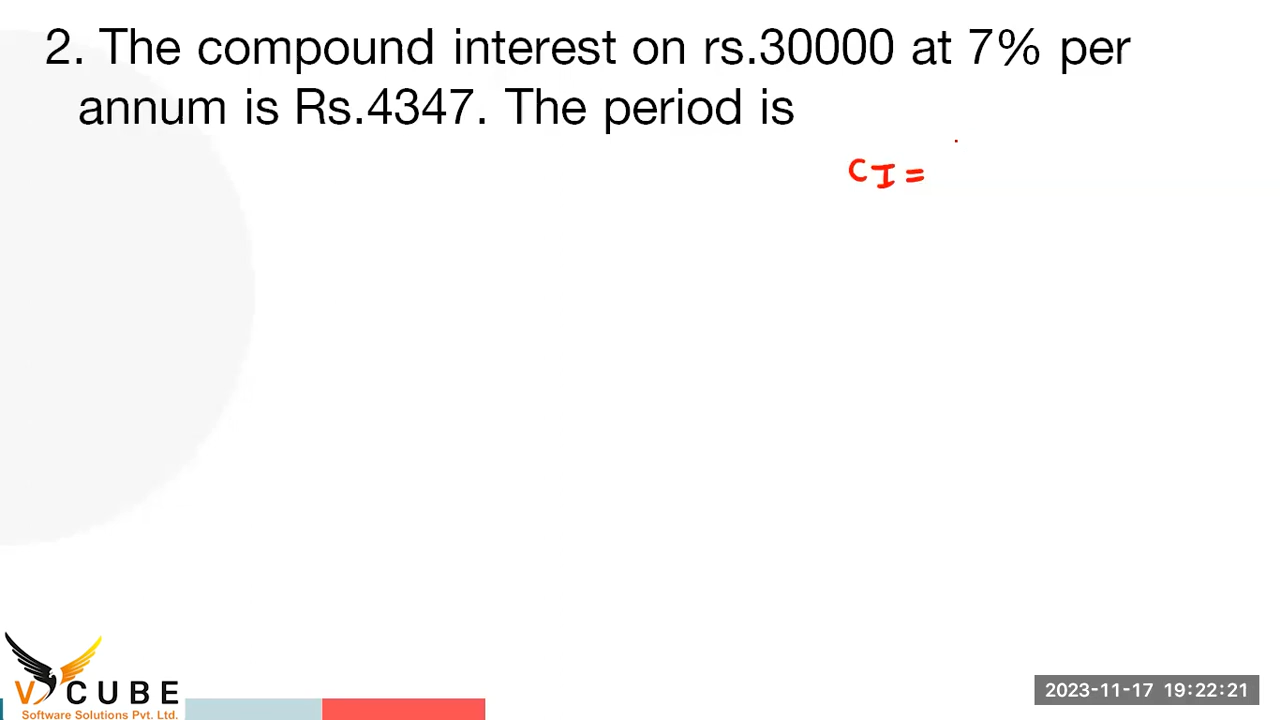 2. The compound interest on rs.30000 at 7% per
annum is Rs.4347. The period is
CI =
V CUBE
Software Solutions Pvt. Ltd.
2023-11-17 19:22:21